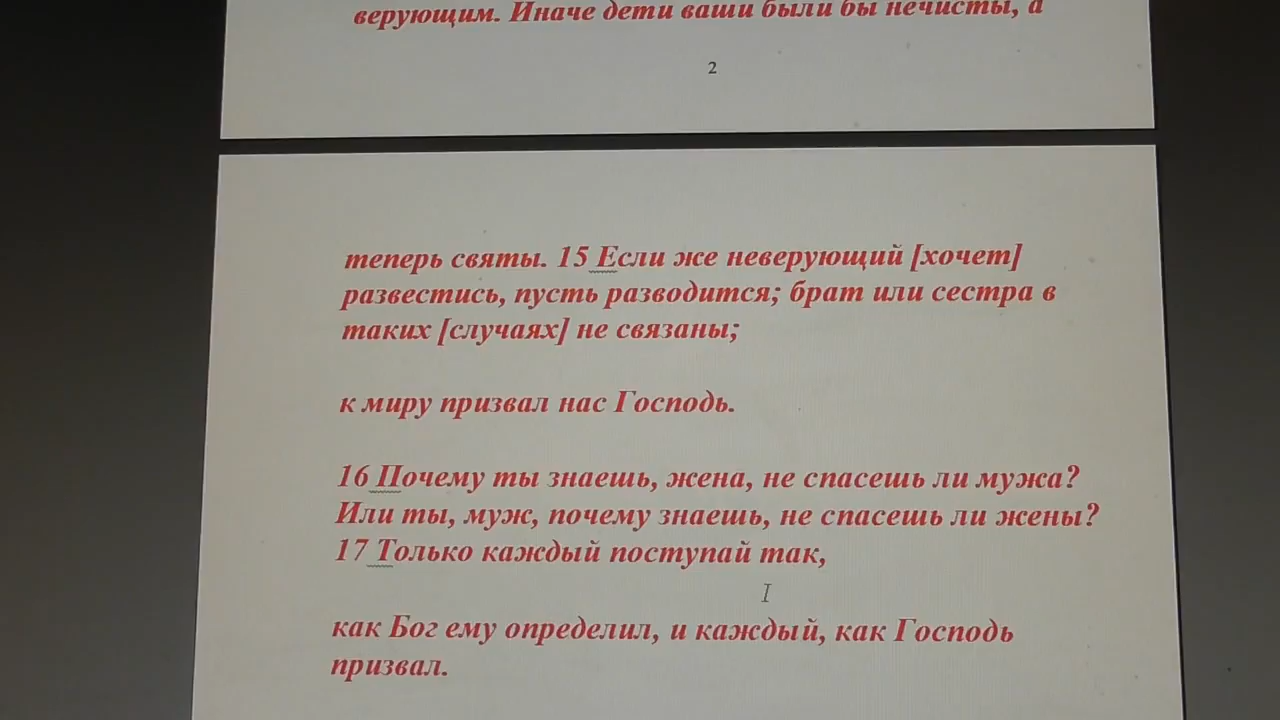 верующим. Иначе дети ваши были бы нечисты, а
2
теперь святы. 15 Если же неверующий [хочет]
развестись, пусть разводится; брат или сестра в
таких [случаях] не связаны;
к миру призвал нас Господь.
16 Почему ты знаешь, жена, не спасешь ли мужа?
Или ты, муж, почему знаешь, не спасешь ли жены?
17 Только каждый поступай так,
как Бог ему определил, и каждый, как Господь
призвал.